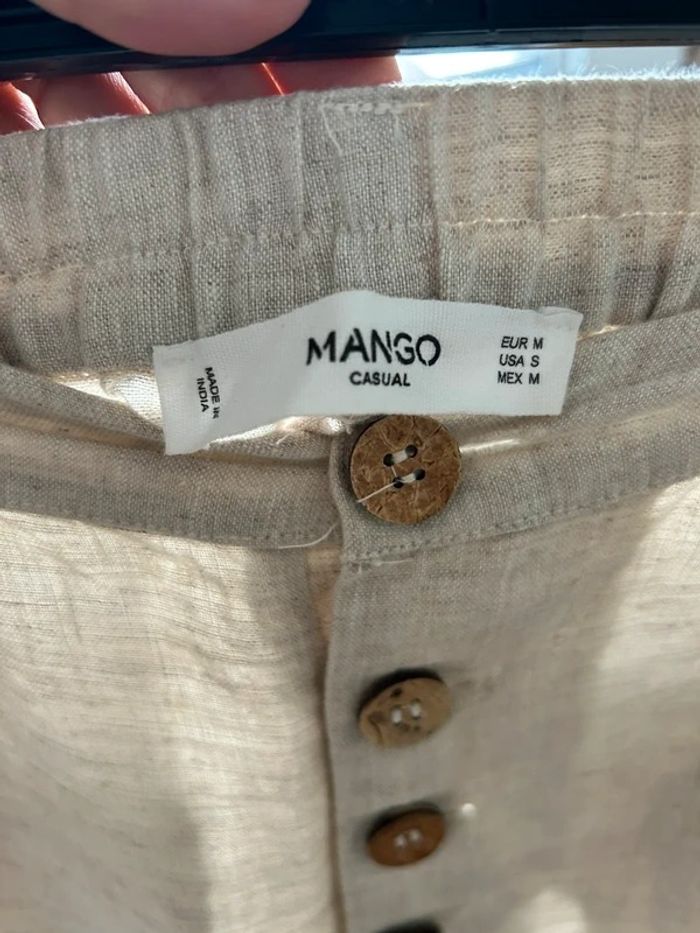 MANGO
CASUAL
EUR M
USA S
MEX M
MADE IN
INDIA